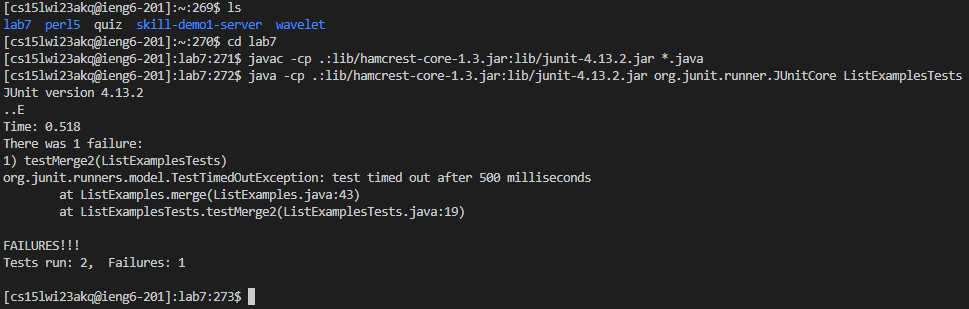 [cs15lwi23akq@ieng6-201]:~:269$ ls
lab7  perl5  quiz  skill-demo1-server  wavelet
[cs15lwi23akq@ieng6-201]:~:270$ cd lab7
[cs15lwi23akq@ieng6-201]:lab7:271$ javac -cp .:lib/hamcrest-core-1.3.jar:lib/junit-4.13.2.jar *.java
[cs15lwi23akq@ieng6-201]:lab7:272$ java -cp .:lib/hamcrest-core-1.3.jar:lib/junit-4.13.2.jar org.junit.runner.JUnitCore ListExamplesTests
JUnit version 4.13.2
..E
Time: 0.518
There was 1 failure:
1) testMerge2(ListExamplesTests)
org.junit.runners.model.TestTimedOutException: test timed out after 500 milliseconds
        at ListExamples.merge(ListExamples.java:43)
        at ListExamplesTests.testMerge2(ListExamplesTests.java:19)
FAILURES!!!
Tests run: 2,  Failures: 1
[cs15lwi23akq@ieng6-201]:lab7:273$